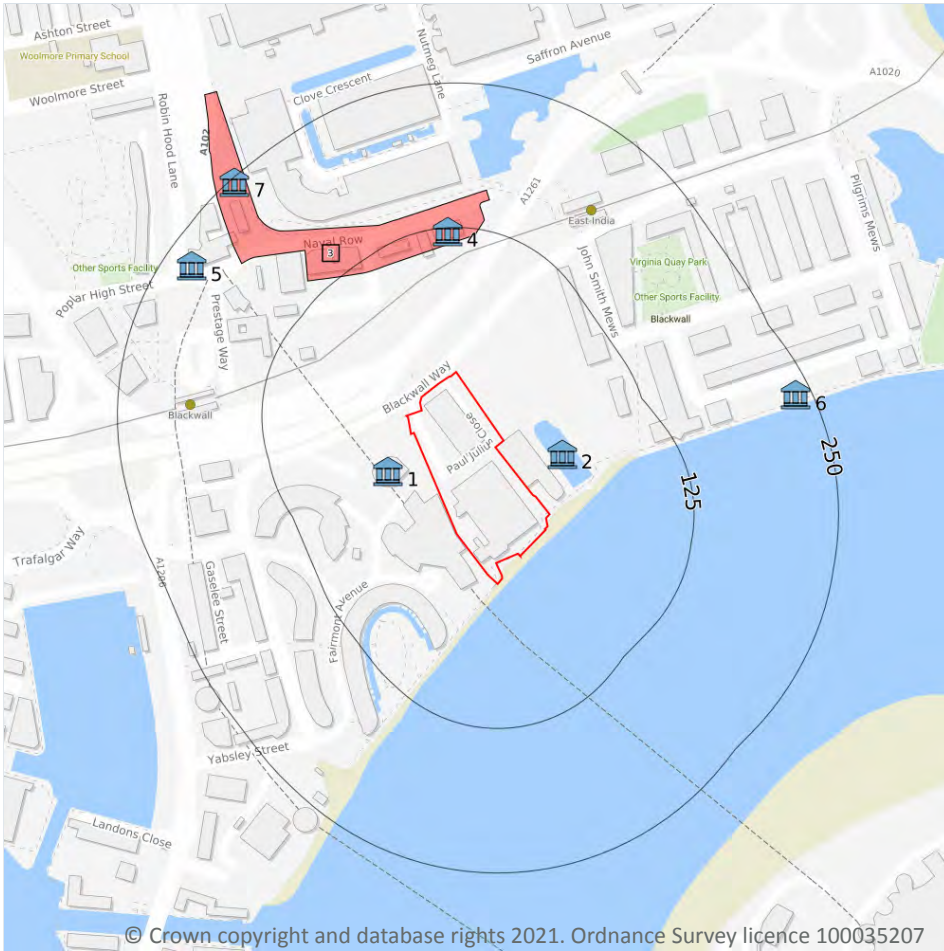 Ashton Street
Woolmore Primary School
Woolmore Street
Robin Hood Lane
A102
Clove Crescent
Nutmeg Lane
Saffron Avenue
A1020
A1261
Pilgrims Mews
7
Naval Row
4
3
East India
5
Other Sports Facility
Poplar High Street
Prestage Way
John Smith Mews
Virginia Quay Park
Other Sports Facility
Blackwall
Blackwall
Blackwall Way
Paul Julius Close
6
1
2
125
250
Trafalgar Way
A1206
Gaselee Street
Fairmont Avenue
Yabsley Street
Landons Close
© Crown copyright and database rights 2021. Ordnance Survey licence 100035207